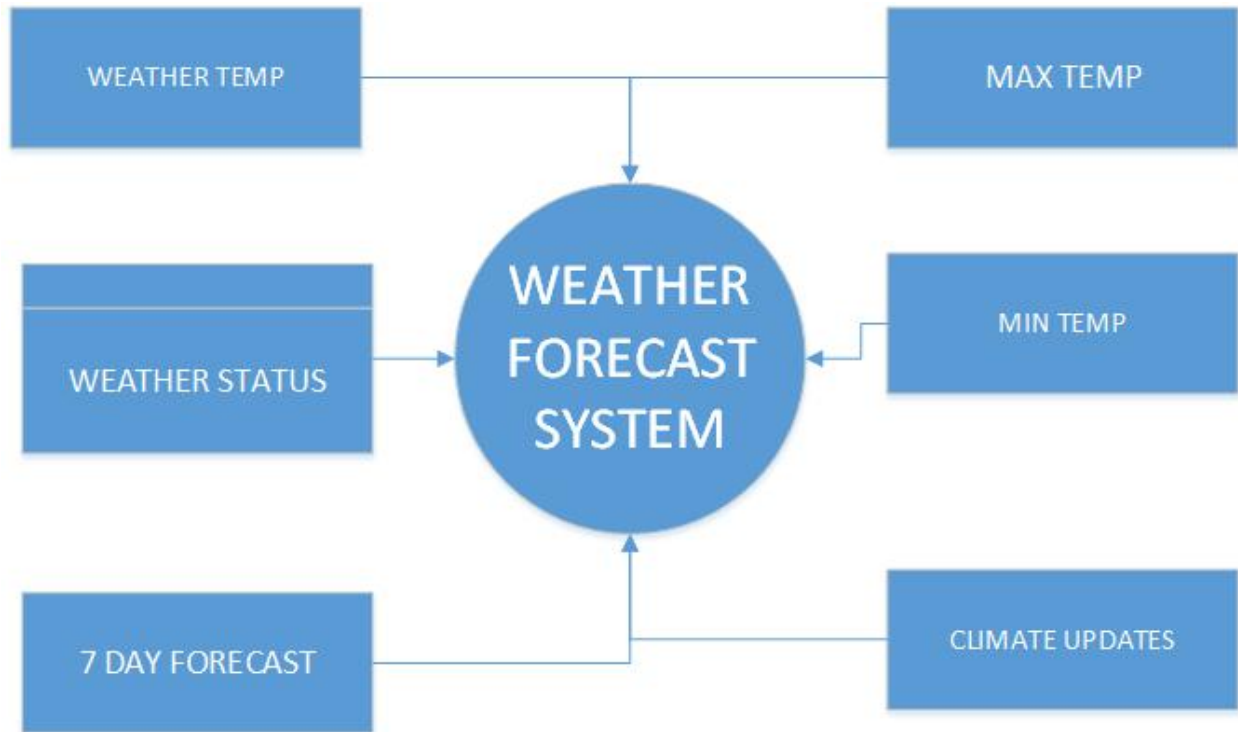 WEATHER TEMP
MAX TEMP
WEATHER
FORECAST
SYSTEM
MIN TEMP
WEATHER STATUS
7 DAY FORECAST
CLIMATE UPDATES